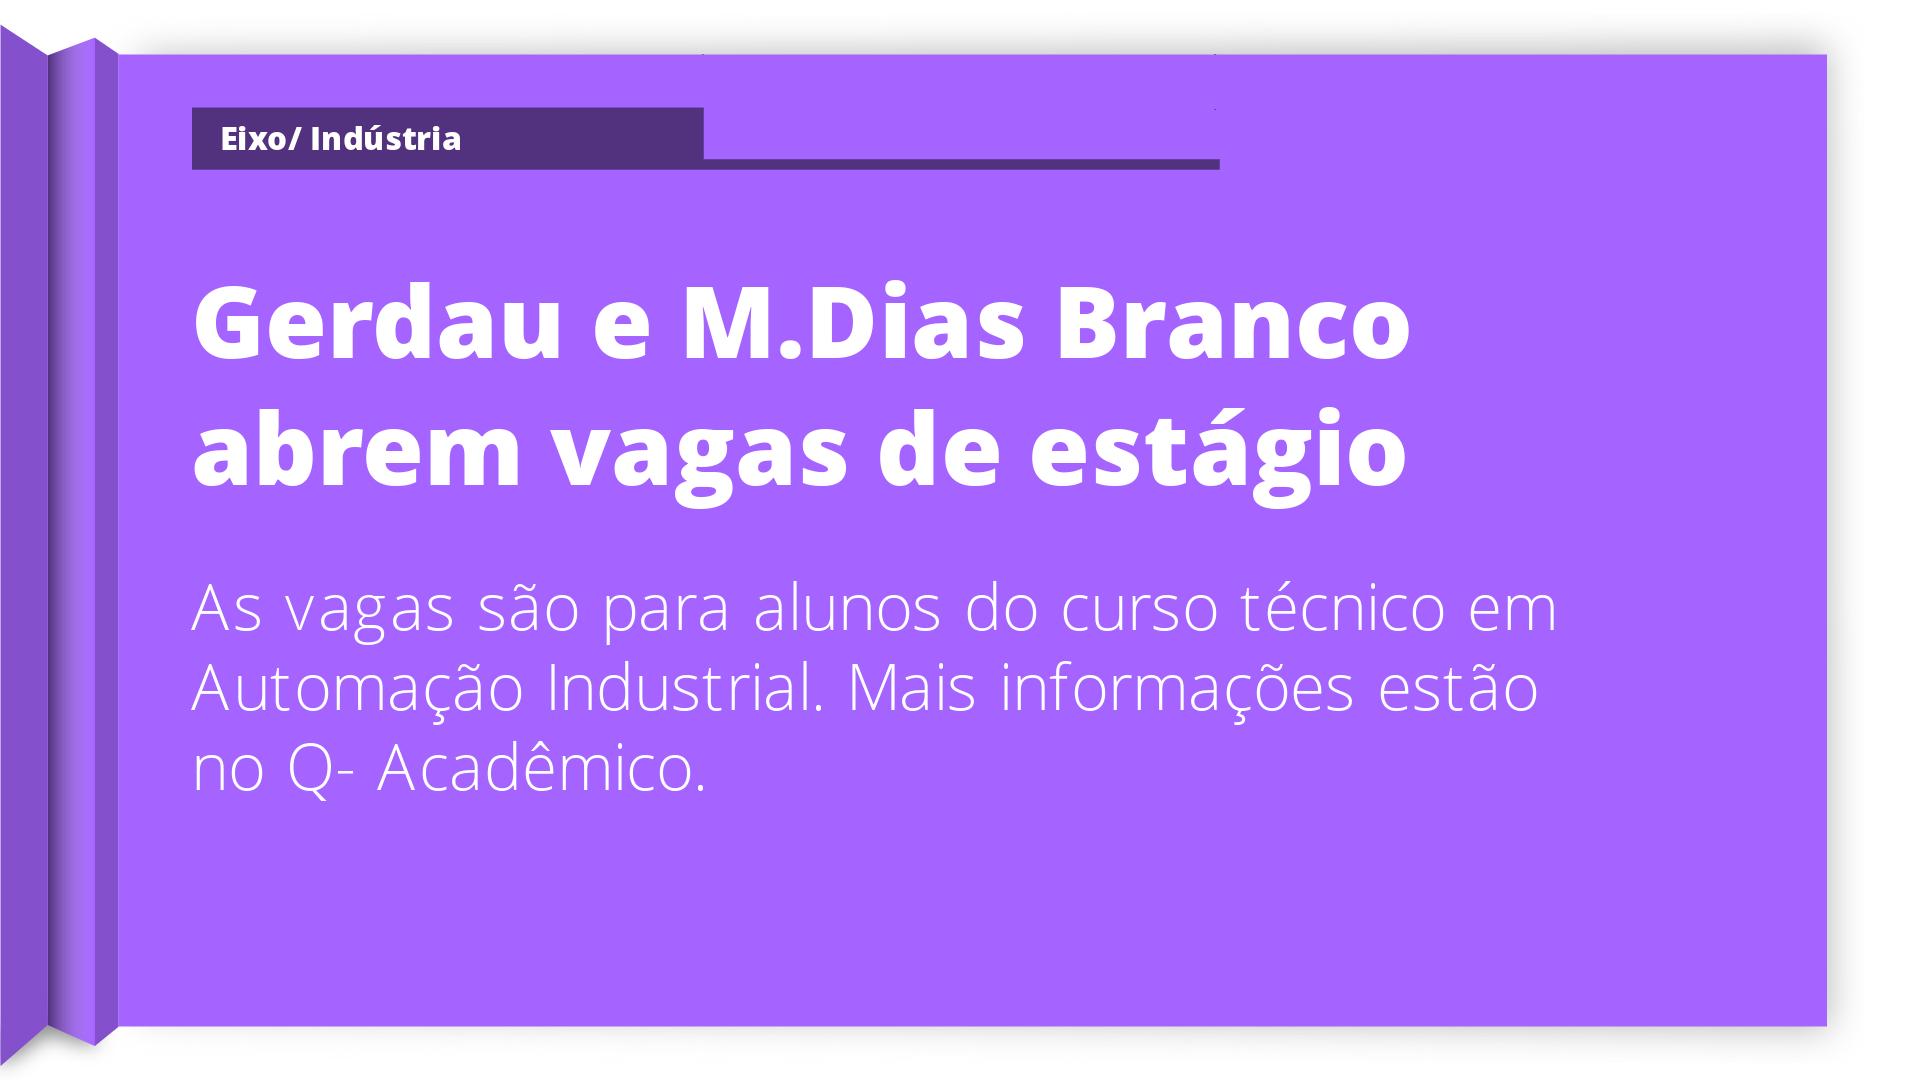 Eixo/ Indústria
Gerdau e M.Dias Branco
abrem vagas de estágio
As vagas são para alunos do curso técnico em
Automação Industrial. Mais informações estão
no Q- Acadêmico.